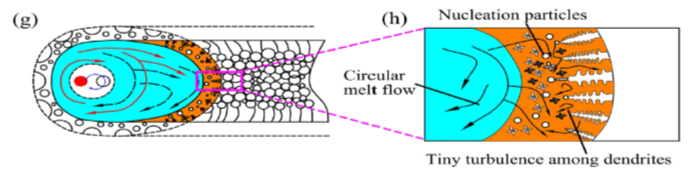 (g)
(h)
Nucleation particles
Circular
melt flow
Tiny turbulence among dendrites